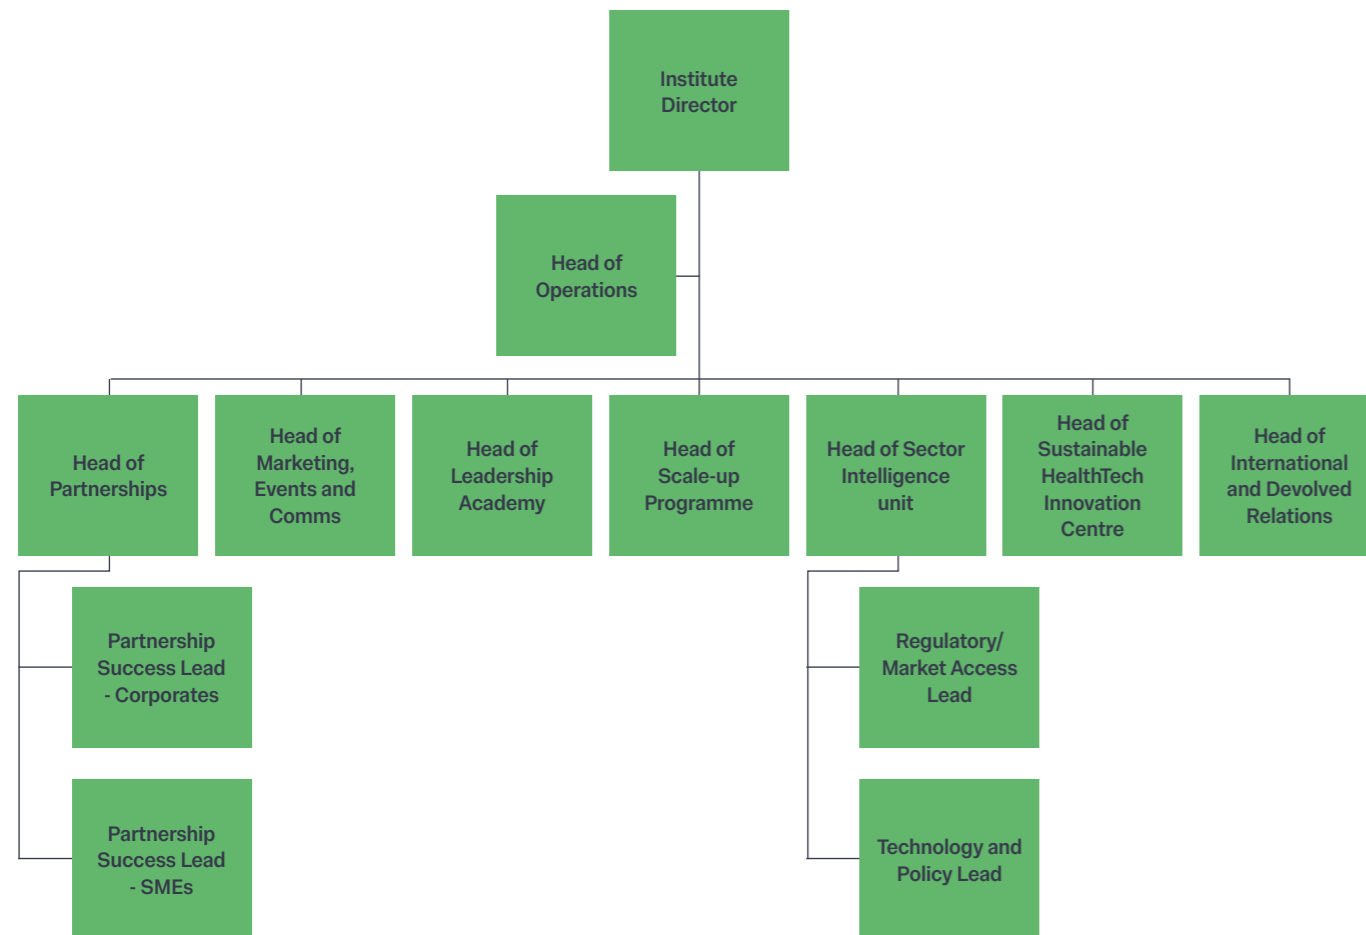 Institute
Director
Head of
Operations
Head of
Partnerships
Head of
Marketing,
Events and
Comms
Head of
Leadership
Academy
Head of
Scale-up
Programme
Head of Sector
Intelligence
unit
Head of
Sustainable
HealthTech
Innovation
Centre
Head of
International
and Devolved
Relations
Partnership
Success Lead
- Corporates
Regulatory/
Market Access
Lead
Partnership
Success Lead
- SMEs
Technology and
Policy Lead